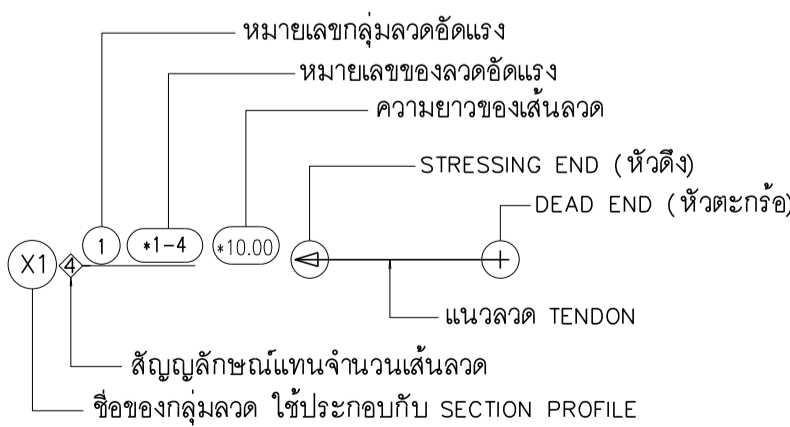 หมายเลขกลุ่มลวดอัดแรง
หมายเลขของลวดอัดแรง
ความยาวของเส้นลวด
STRESSING END (หัวดึง)
DEAD END (หัวตะกร้อ)
X1 4 1 *1-4 *10.00
แนวลวด TENDON
สัญญลักษณ์แทนจำนวนเส้นลวด
ชื่อของกลุ่มลวด ใช้ประกอบกับ SECTION PROFILE